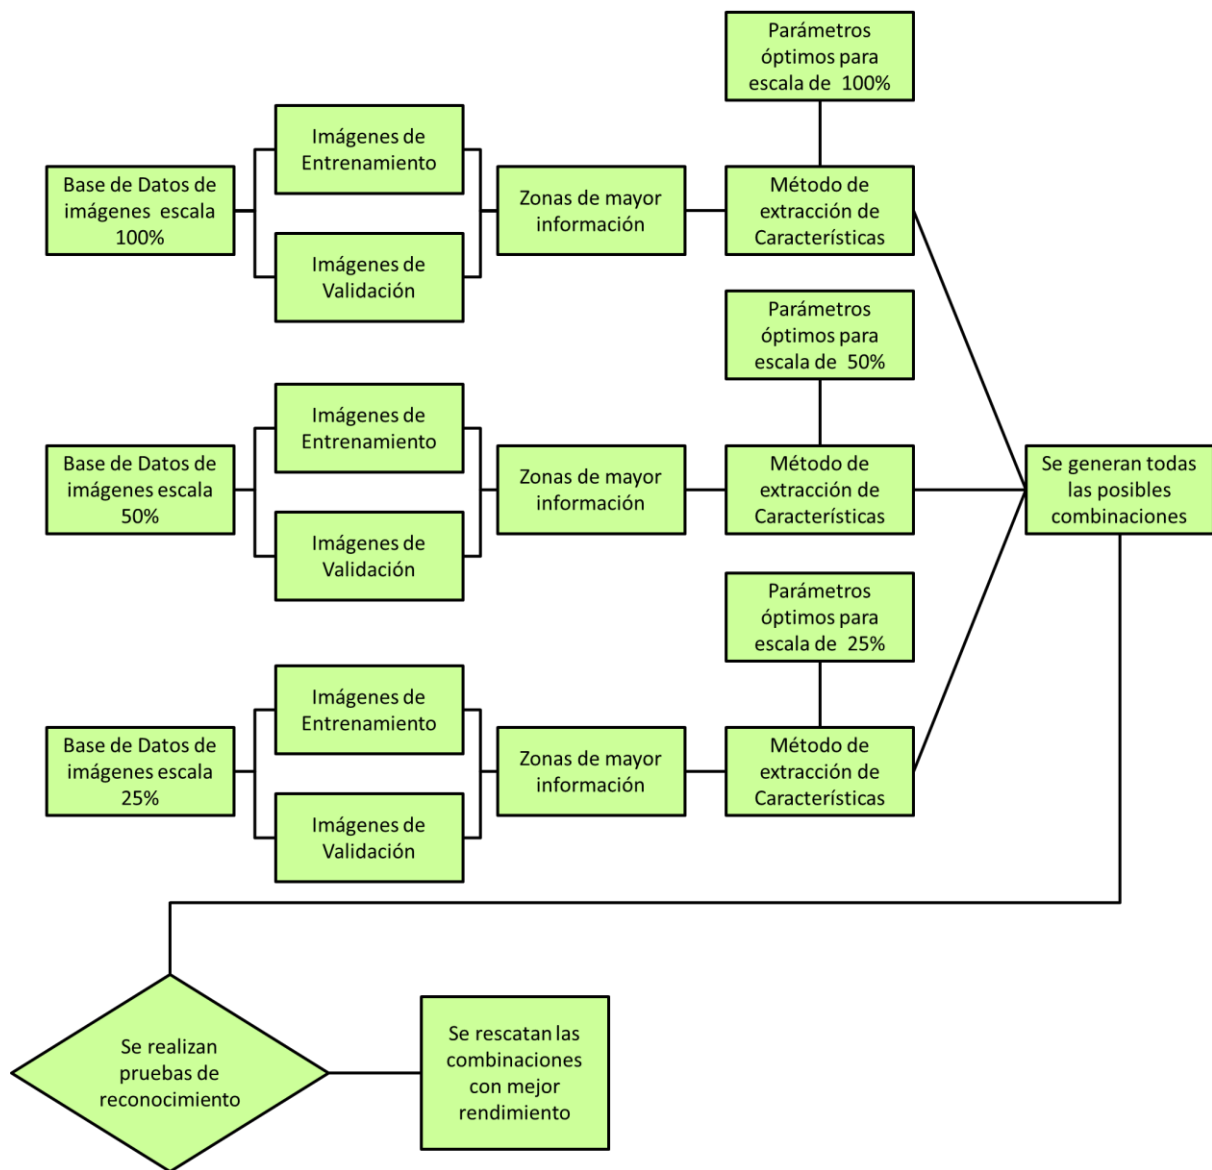 Parámetros
óptimos para
escala de 100%
Imágenes de
Entrenamiento
Base de Datos de
imágenes escala
100%
Zonas de mayor
información
Método de
extracción de
Características
Imágenes de
Validación
Parámetros
óptimos para
escala de 50%
Imágenes de
Entrenamiento
Base de Datos de
imágenes escala
50%
Zonas de mayor
información
Método de
extracción de
Características
Se generan todas
las posibles
combinaciones
Imágenes de
Validación
Parámetros
óptimos para
escala de 25%
Imágenes de
Entrenamiento
Base de Datos de
imágenes escala
25%
Zonas de mayor
información
Método de
extracción de
Características
Imágenes de
Validación
Se realizan
pruebas de
reconocimiento
Se rescatan las
combinaciones
con mejor
rendimiento